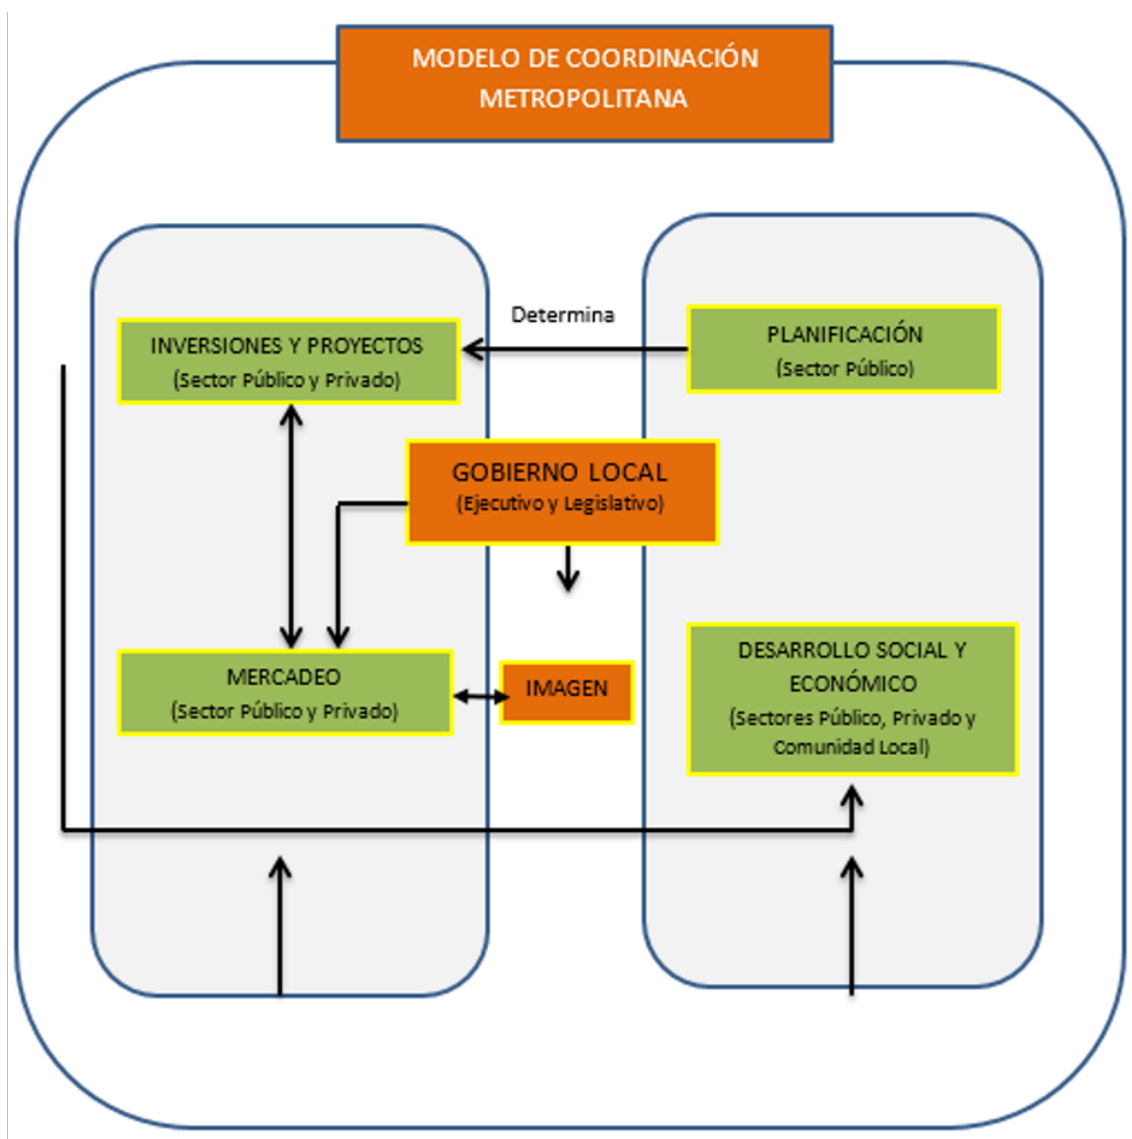 MODELO DE COORDINACIÓN
METROPOLITANA
Determina
INVERSIONES Y PROYECTOS
(Sector Público y Privado)
PLANIFICACIÓN
(Sector Público)
GOBIERNO LOCAL
(Ejecutivo y Legislativo)
MERCADEO
(Sector Público y Privado)
IMAGEN
DESARROLLO SOCIAL Y
ECONÓMICO
(Sectores Público, Privado y
Comunidad Local)